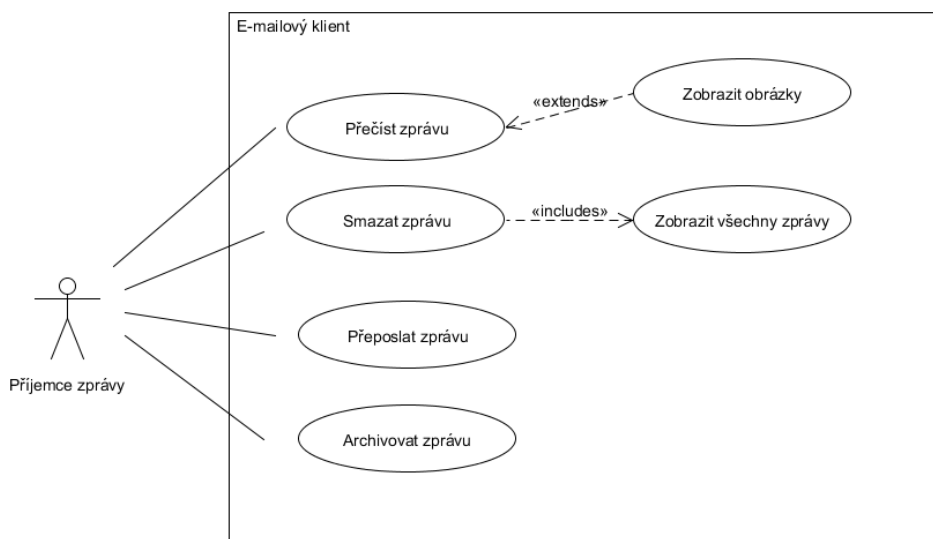 E-mailový klient
Zobrazit obrázky
«extends»
Přečíst zprávu
Smazat zprávu
«includes»
Zobrazit všechny zprávy
Přeposlat zprávu
Příjemce zprávy
Archivovat zprávu